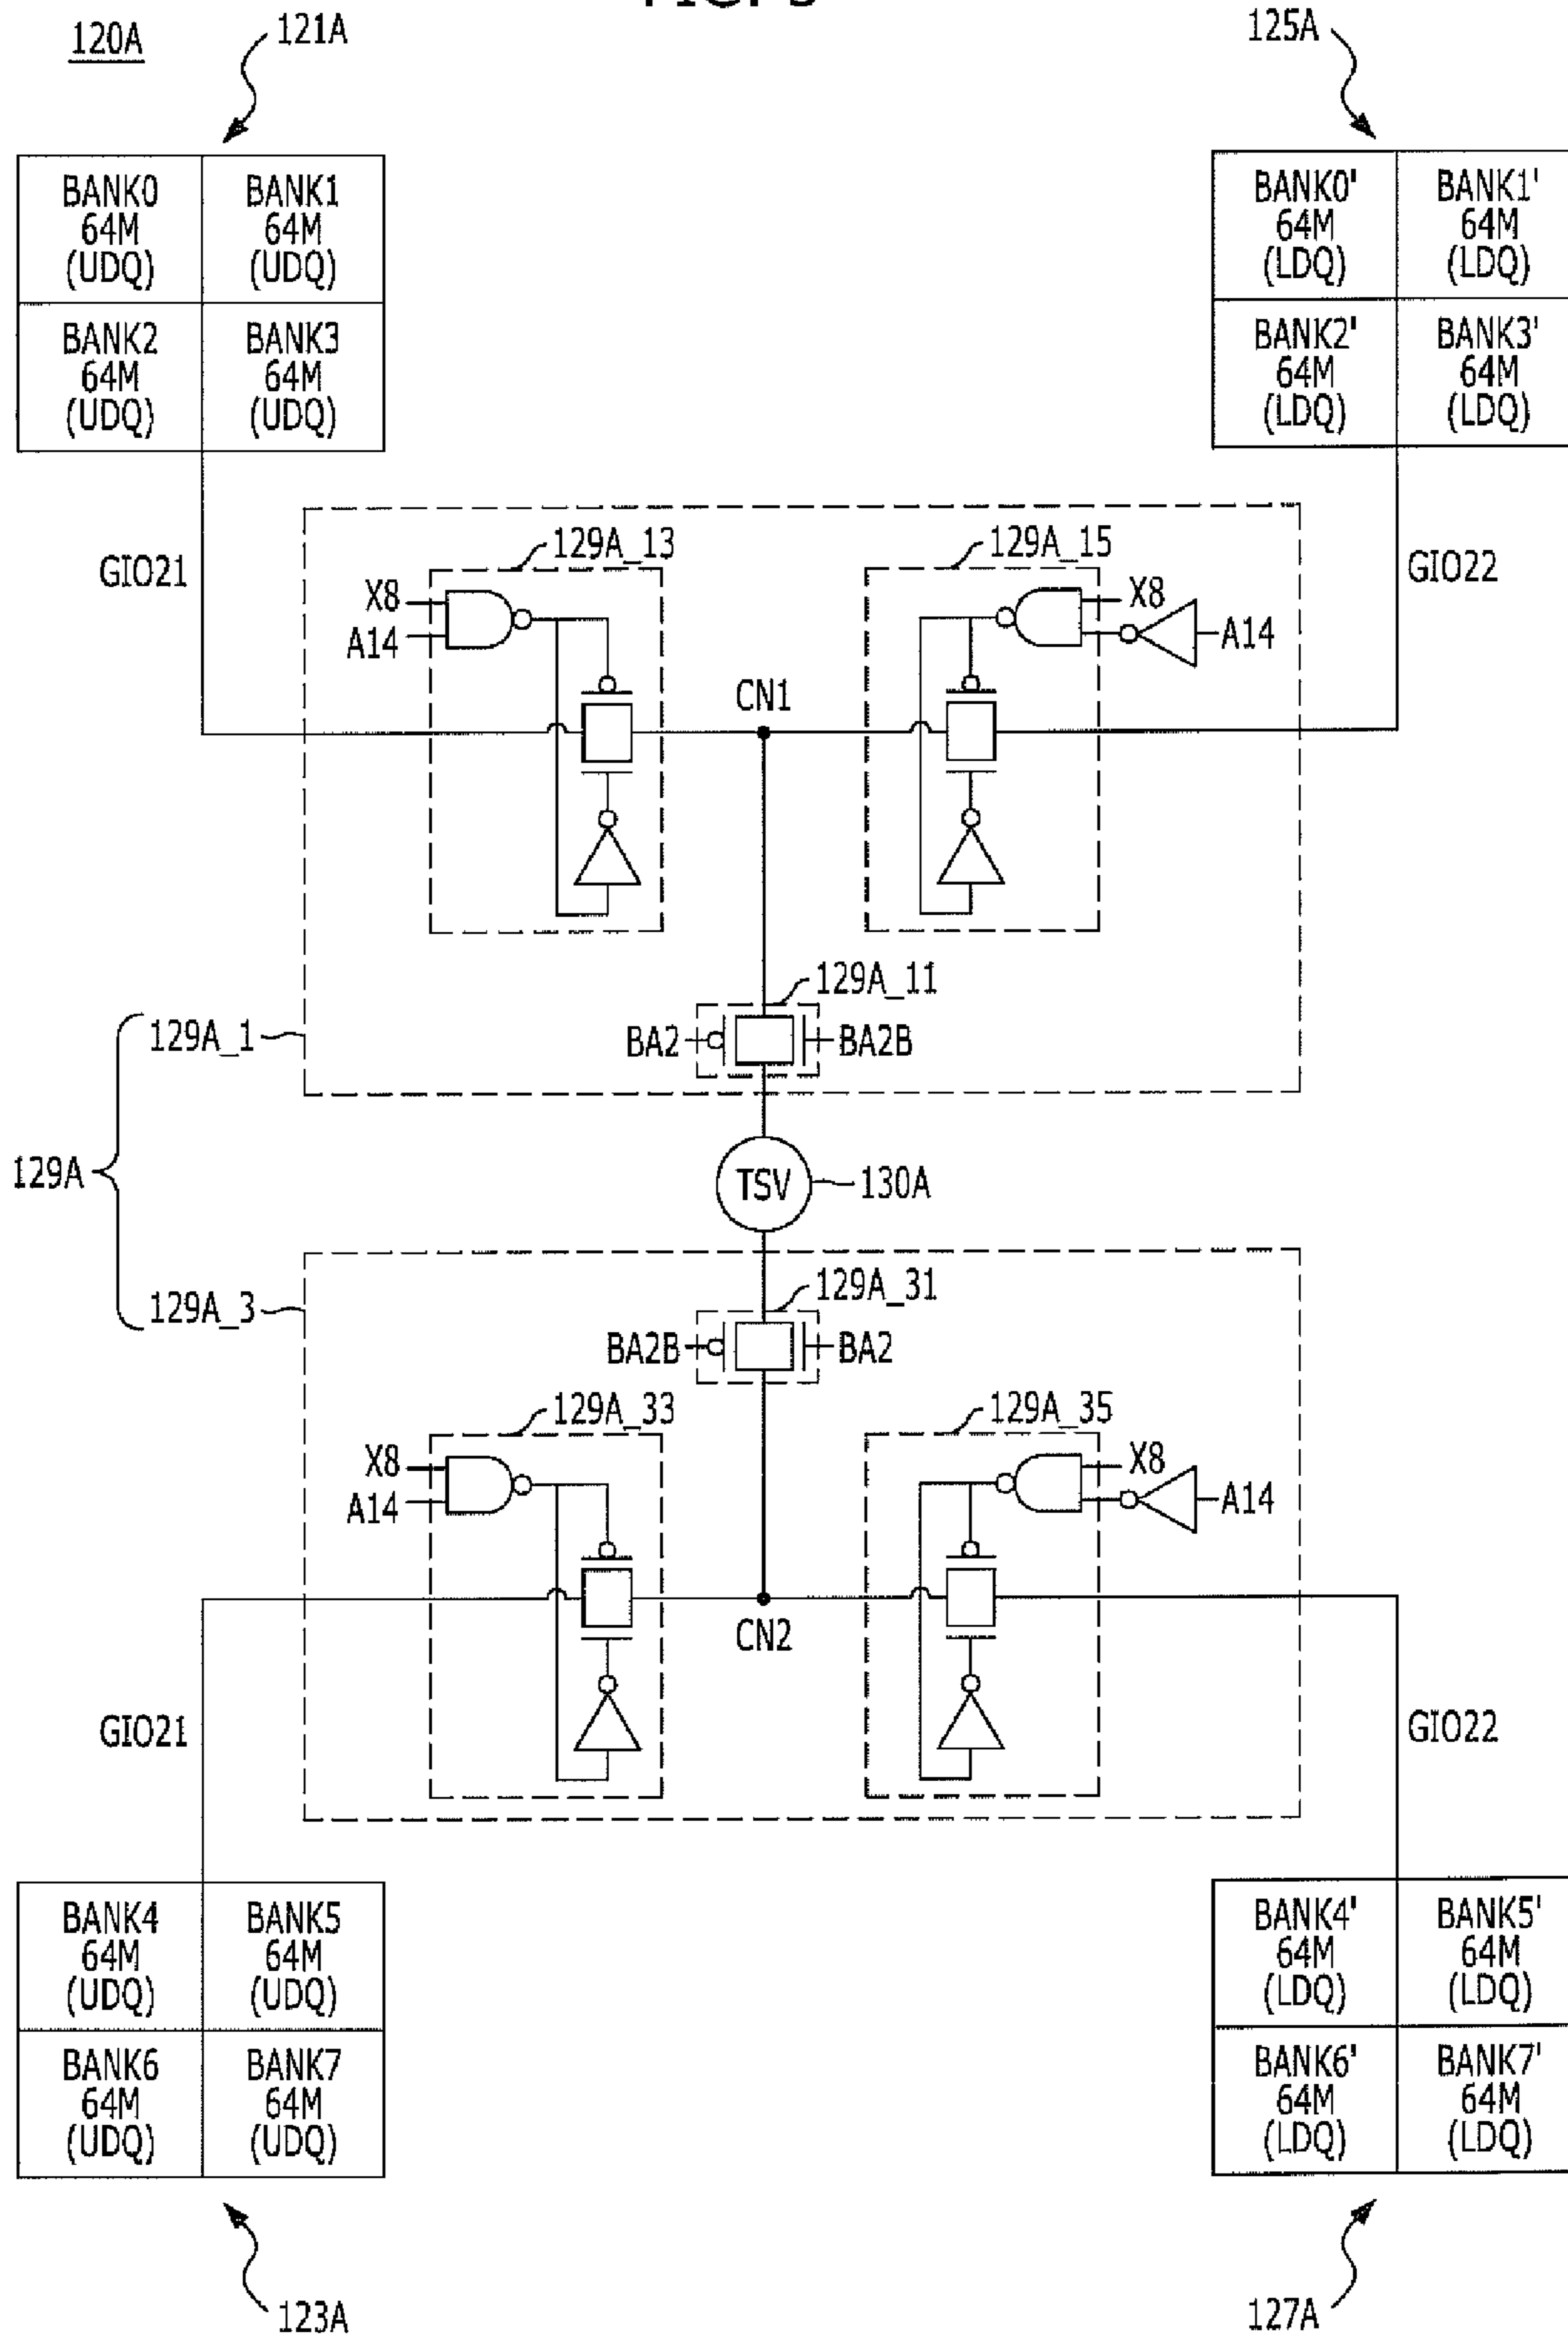 120A
121A
125A
BANK0
64M
(UDQ)
BANK1
64M
(UDQ)
BANK2
64M
(UDQ)
BANK3
64M
(UDQ)
BANK0'
64M
(LDQ)
BANK1'
64M
(LDQ)
BANK2'
64M
(LDQ)
BANK3'
64M
(LDQ)
GIO21
129A_13
129A_15
GIO22
X8
A14
X8
A14
CN1
129A_11
BA2
BA2B
129A_1
129A
TSV
130A
129A_3
129A_31
BA2B
BA2
129A_33
129A_35
X8
A14
X8
A14
CN2
GIO21
GIO22
BANK4
64M
(UDQ)
BANK5
64M
(UDQ)
BANK6
64M
(UDQ)
BANK7
64M
(UDQ)
BANK4'
64M
(LDQ)
BANK5'
64M
(LDQ)
BANK6'
64M
(LDQ)
BANK7'
64M
(LDQ)
123A
127A